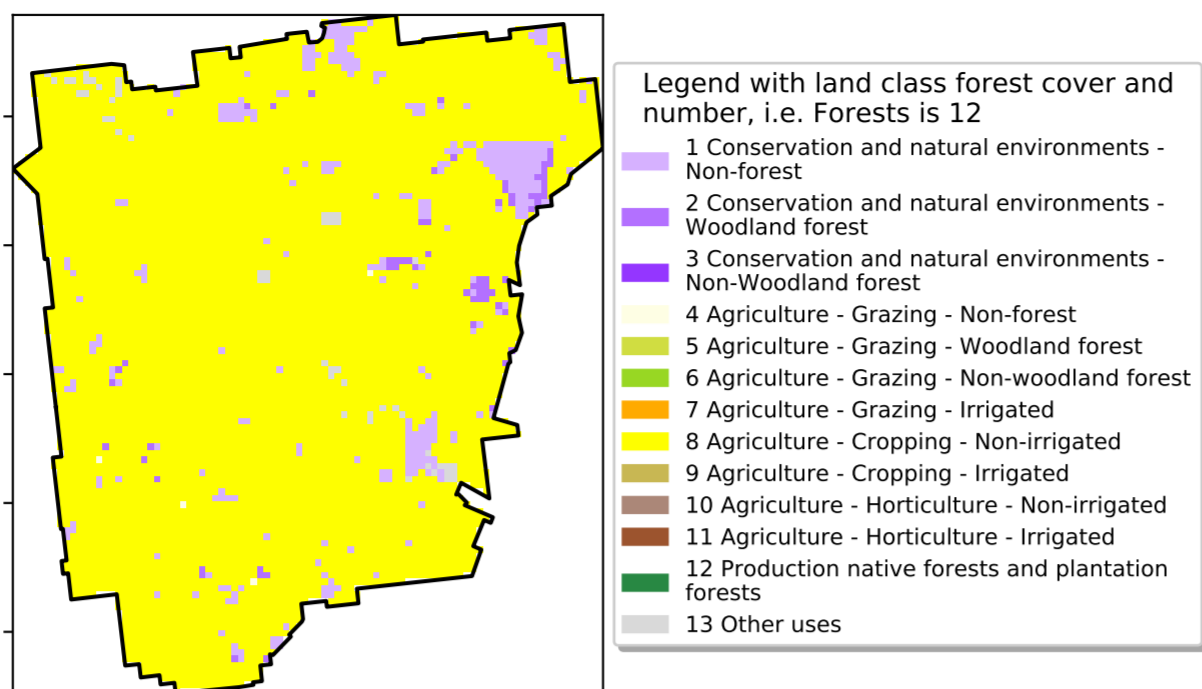 Legend with land class forest cover and
number, i.e. Forests is 12
1 Conservation and natural environments -
Non-forest
2 Conservation and natural environments -
Woodland forest
3 Conservation and natural environments -
Non-Woodland forest
4 Agriculture - Grazing - Non-forest
5 Agriculture - Grazing - Woodland forest
6 Agriculture - Grazing - Non-woodland forest
7 Agriculture - Grazing - Irrigated
8 Agriculture - Cropping - Non-irrigated
9 Agriculture - Cropping - Irrigated
10 Agriculture - Horticulture - Non-irrigated
11 Agriculture - Horticulture - Irrigated
12 Production native forests and plantation
forests
13 Other uses